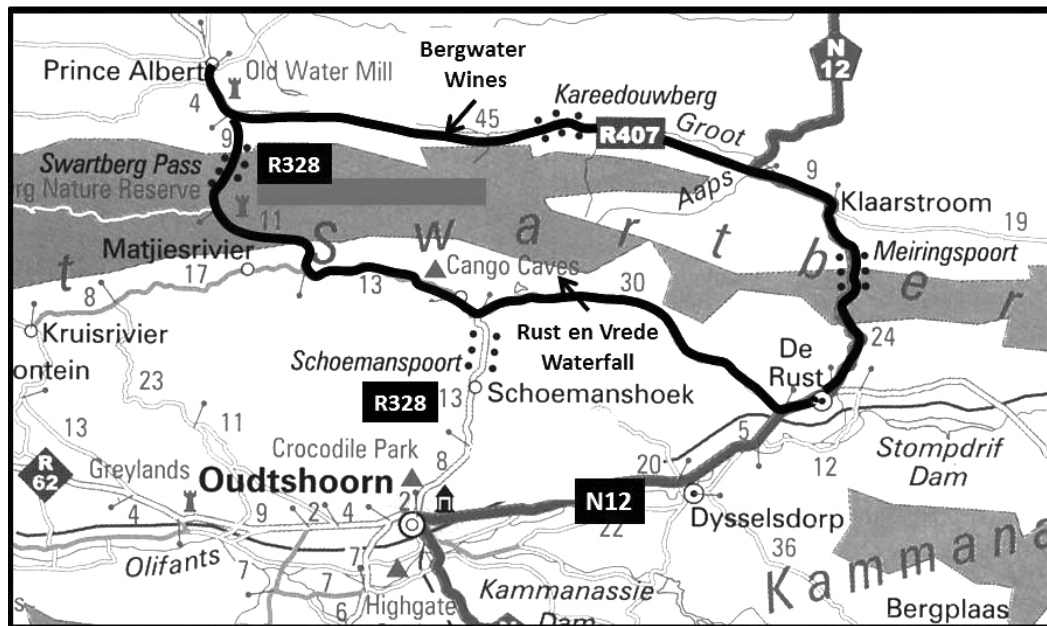 N
12
Prince Albert
Old Water Mill
Bergwater
Wines
4
Kareedouwberg
45
R407
Groot
9
Swartberg Pass
R328
Aaps
9
rg Nature Reserve
Klaarstroom
19
11
S w a r t b e r
Matjiesrivier
Meiringspoort
t
17
13
Cango Caves
30
8
Kruisrivier
Rust en Vrede
Waterfall
24
ontein
Schoemanspoort
De
Rust
23
R328
13
Schoemanshoek
13
11
5
Stompdrif
Dam
R
62
Crocodile Park
8
Greylands
Oudtshoorn
20
12
4
9
2
4
2
N12
Dysselsdorp
22
Olifants
7
36
7
7
Kammana
6
Highgate
Kammanassie
Dam
Bergplaas